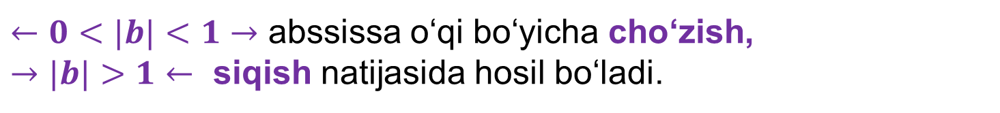 ← 0 < |b| < 1 → abssissa o‘qi bo‘yicha cho‘zish,
→ |b| > 1 ← siqish natijasida hosil bo‘ladi.